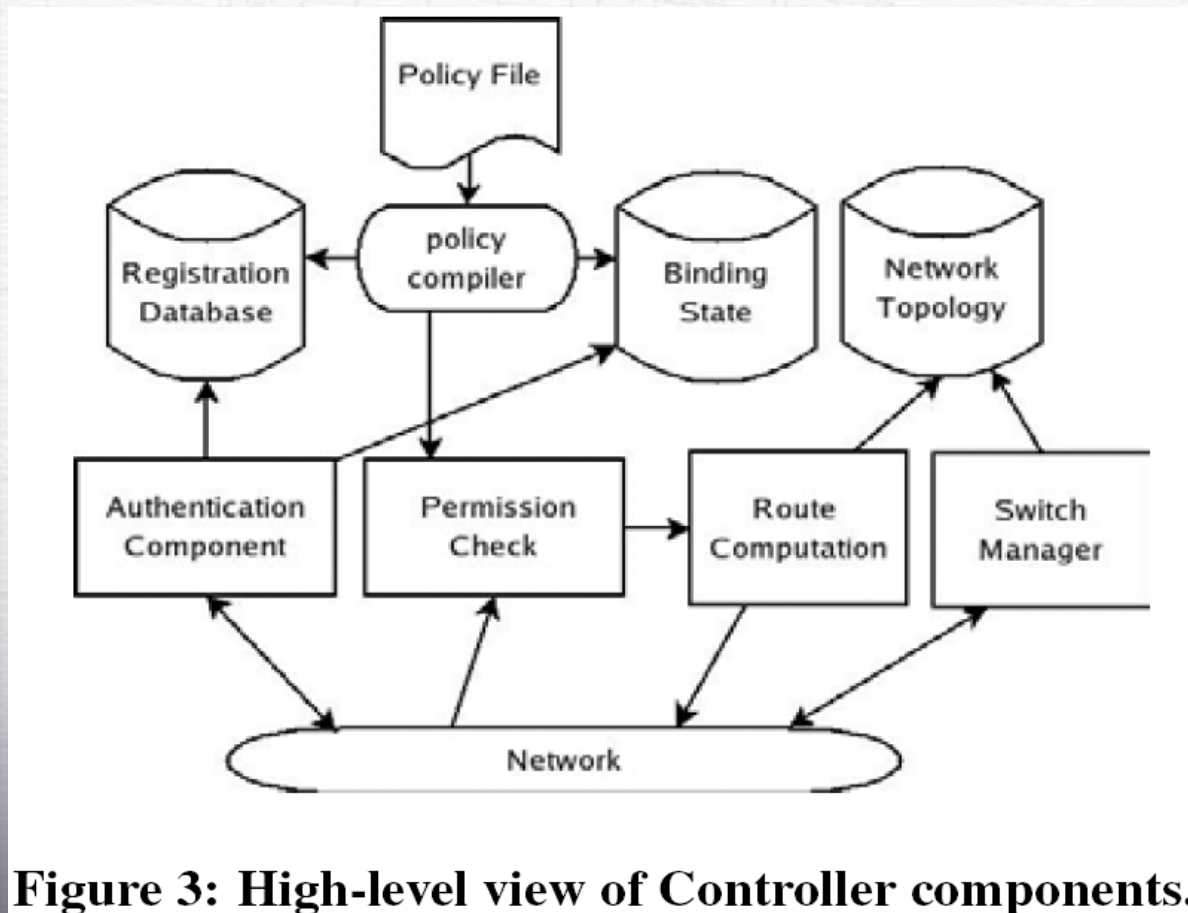 Policy File
policy
compiler
Registration
Database
Binding
State
Network
Topology
Authentication
Component
Permission
Check
Route
Computation
Switch
Manager
Network
Figure 3: High-level view of Controller components.